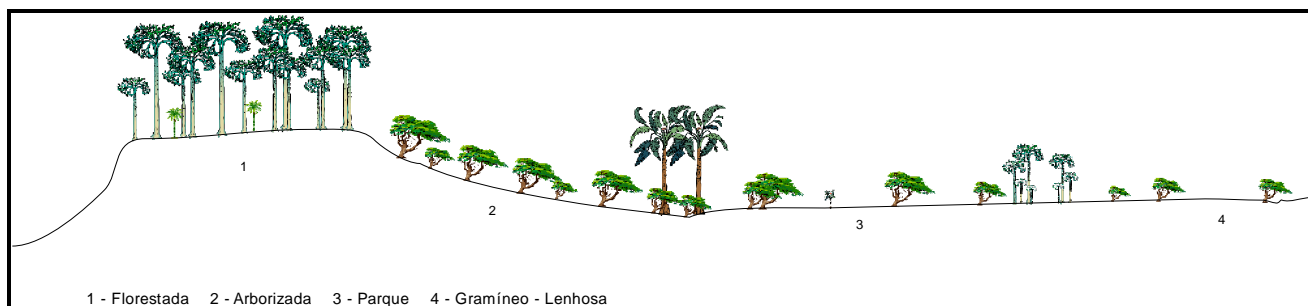 1
2
3
4
1 - Florestada 2 - Arborizada 3 - Parque 4 - Gramíneo - Lenhosa